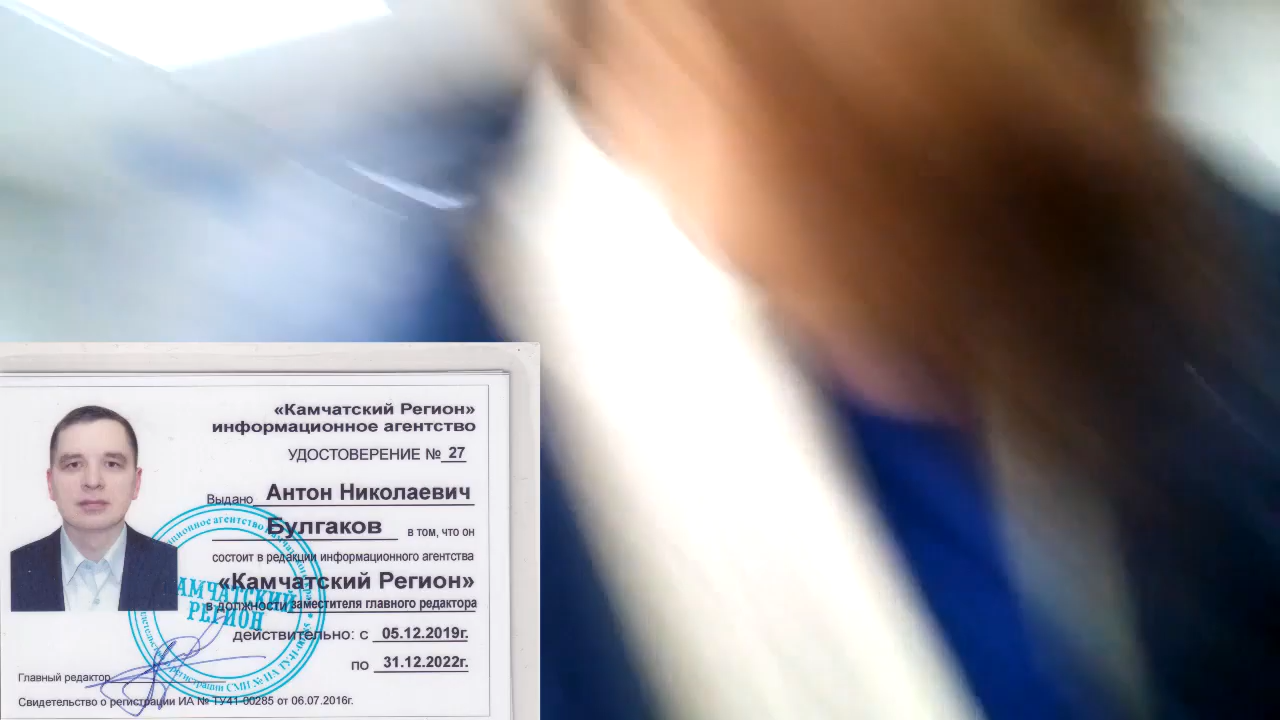 «Камчатский Регион»
информационное агентство
УДОСТОВЕРЕНИЕ № 27
Выдано Антон Николаевич
Булгаков в том, что он
состоит в редакции информационного агентства
«Камчатский Регион»
в должности заместителя главного редактора
действительно: с 05.12.2019г.
по 31.12.2022г.
Главный редактор
Свидетельство о регистрации ИА № ТУ41-00285 от 06.07.2016г.
КАМЧАТСКИЙ
РЕГИОН